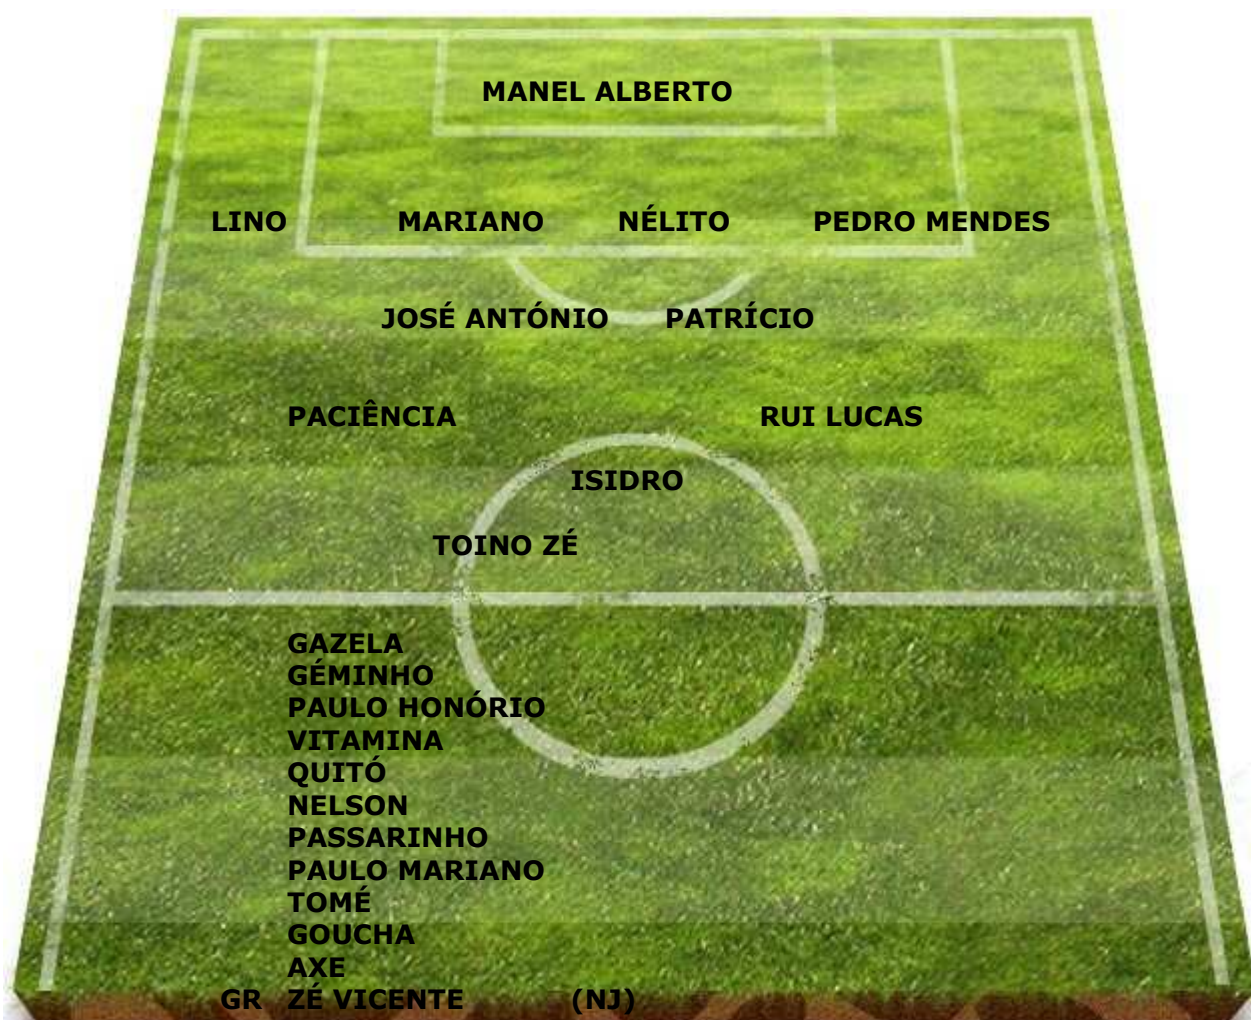 MANEL ALBERTO
LINO MARIANO NÉLITO PEDRO MENDES
JOSÉ ANTÓNIO PATRÍCIO
PACIÊNCIA RUI LUCAS
ISIDRO
TOINO ZÉ
GAZELA
GÉMINHO
PAULO HONÓRIO
VITAMINA
QUITÓ
NELSON
PASSARINHO
PAULO MARIANO
TOMÉ
GOUCHA
AXE
GR ZÉ VICENTE (NJ)